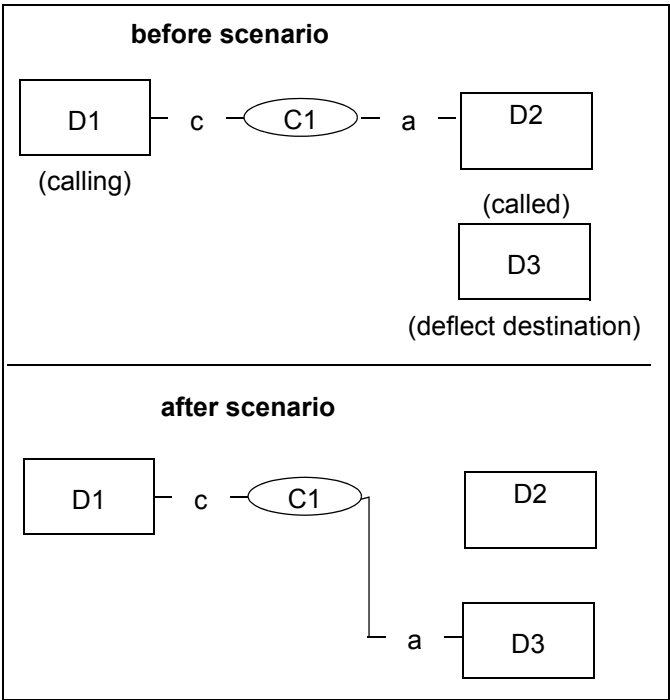 before scenario
D1 c C1 a D2
(calling)
(called)
D3
(deflect destination)
after scenario
D1 c C1 D2
a D3